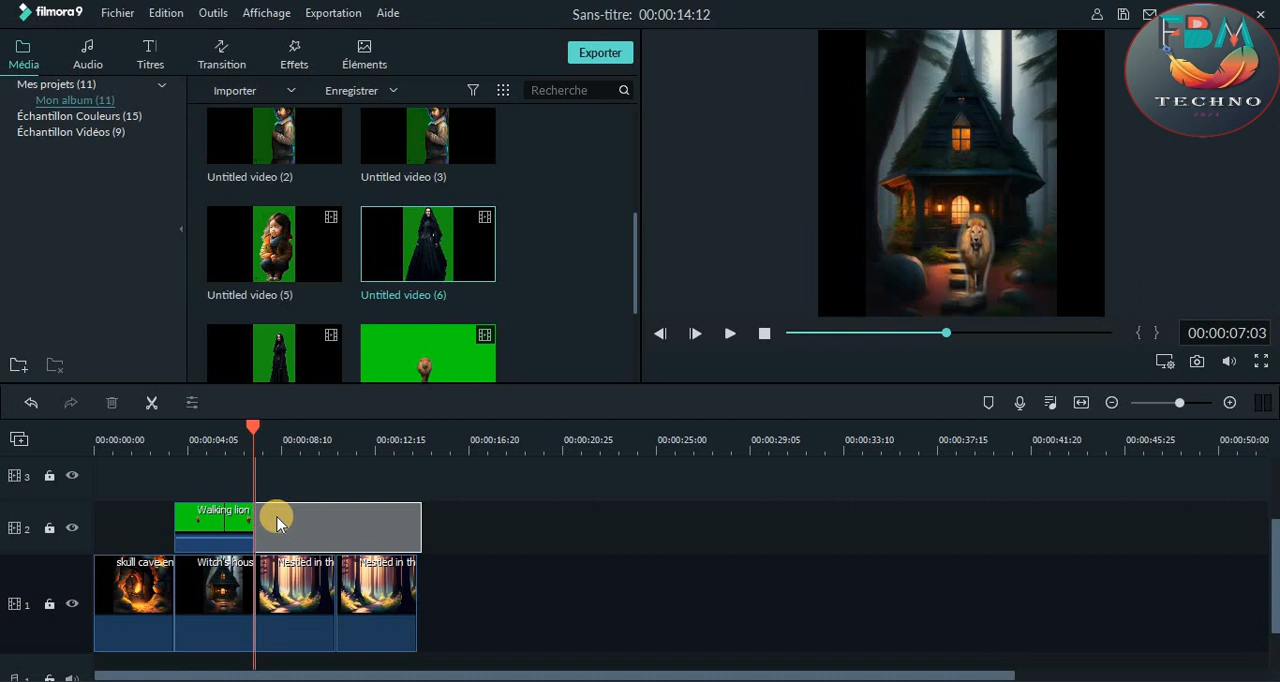 filmora9 Fichier Edition Outils Affichage Exportation Aide Sans-titre: 00:00:14:12
Média Audio Titres Transition Effets Éléments Exporter
FBM
TECHNO
2023
Mes projets (11)
Mon album (11)
Échantillon Couleurs (15)
Échantillon Vidéos (9)
Importer Enregistrer Recherche
Untitled video (2) Untitled video (3)
Untitled video (5) Untitled video (6)
{ } 00:00:07:03
00:00:00:00 00:00:04:05 00:00:08:10 00:00:12:15 00:00:16:20 00:00:20:25 00:00:25:00 00:00:29:05 00:00:33:10 00:00:37:15 00:00:41:20 00:00:45:25 00:00:50:00
3
2 Walking lion
1 skull cave.en Witch's hous Nestled in th Nestled in th
1